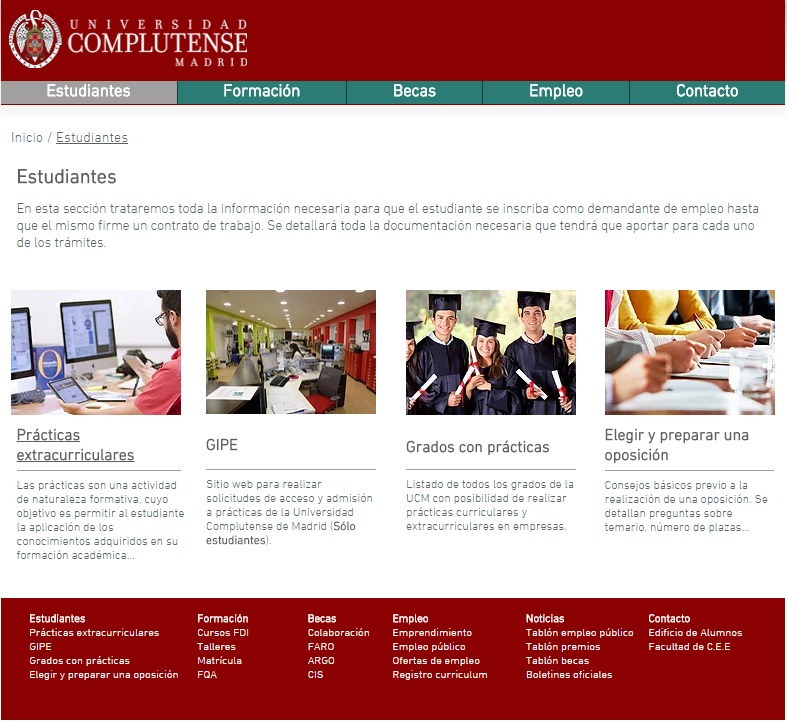 UNIVERSIDAD
COMPLUTENSE
MADRID
Estudiantes Formación Becas Empleo Contacto
Inicio / Estudiantes
Estudiantes
En esta sección trataremos toda la información necesaria para que el estudiante se inscriba como demandante de empleo hasta
que el mismo firme un contrato de trabajo. Se detallará toda la documentación necesaria que tendrá que aportar para cada uno
de los trámites.
Prácticas
extracurriculares
Las prácticas son una actividad
de naturaleza formativa, cuyo
objetivo es permitir al estudiante
la aplicación de los
conocimientos adquiridos en su
formación académica...
GIPE
Sitio web para realizar
solicitudes de acceso y admisión
a prácticas de la Universidad
Complutense de Madrid (Sólo
estudiantes).
Grados con prácticas
Listado de todos los grados de la
UCM con posibilidad de realizar
prácticas curriculares y
extracurriculares en empresas.
Elegir y preparar una
oposición
Consejos básicos previo a la
realización de una oposición. Se
detallan preguntas sobre
temario, número de plazas...
Estudiantes
Prácticas extracurriculares
GIPE
Grados con prácticas
Elegir y preparar una oposición
Formación
Cursos FDI
Talleres
Matrícula
FQA
Becas
Colaboración
FARO
ARGO
CIS
Empleo
Emprendimiento
Empleo público
Ofertas de empleo
Registro curriculum
Noticias
Tablón empleo público
Tablón premios
Tablón becas
Boletines oficiales
Contacto
Edificio de Alumnos
Facultad de C.E.E